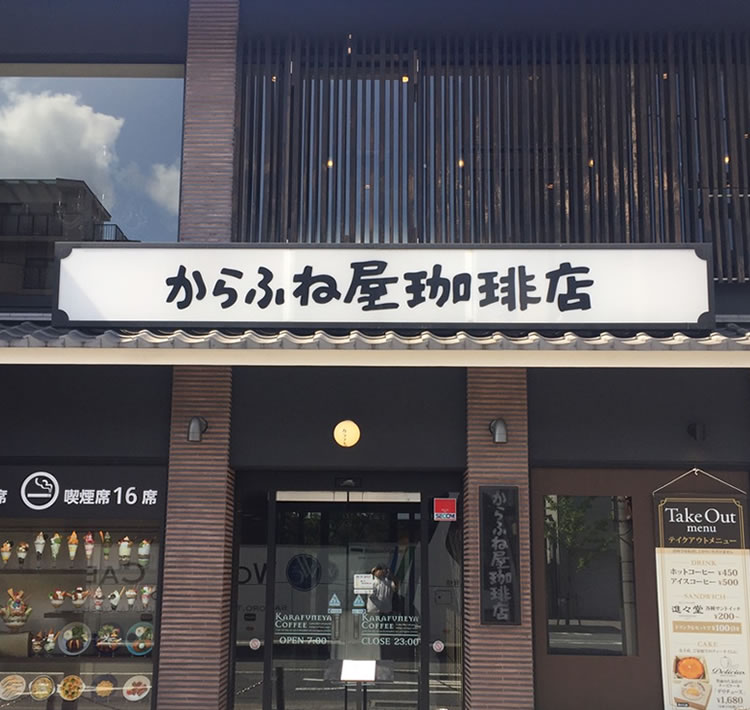 からふね屋珈琲店
席
喫煙席16席
からふね屋珈琲店
SECOM
KARAFUNEYA
COFFEE
OPEN 7:00
KARAFUNEYA
COFFEE
CLOSE 23:00
Take Out
menu
テイクアウトメニュー
DRINK
ホットコーヒー ¥450
アイスコーヒー ¥500
SANDWICH
進々堂
¥200~
CAKE
Delicius
¥1,680